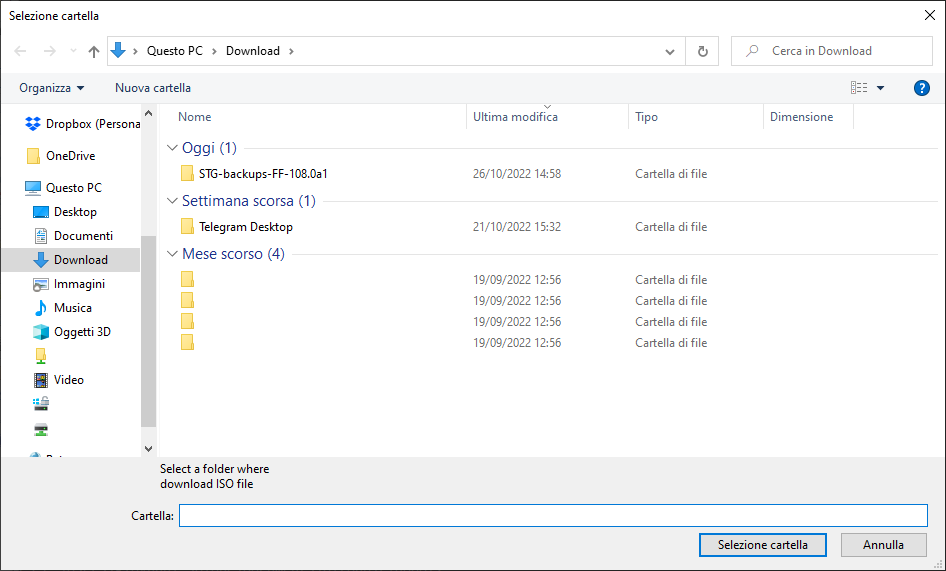 Selezione cartella
Questo PC
Download
Cerca in Download
Organizza
Nuova cartella
?
Nome
Ultima modifica
Tipo
Dimensione
Dropbox (Persona
OneDrive
Questo PC
Desktop
Documenti
Download
Immagini
Musica
Oggetti 3D
Video
Oggi (1)
STG-backups-FF-108.0a1 26/10/2022 14:58 Cartella di file
Settimana scorsa (1)
Telegram Desktop 21/10/2022 15:32 Cartella di file
Mese scorso (4)
19/09/2022 12:56 Cartella di file
19/09/2022 12:56 Cartella di file
19/09/2022 12:56 Cartella di file
19/09/2022 12:56 Cartella di file
Select a folder where
download ISO file
Cartella:
Selezione cartella
Annulla